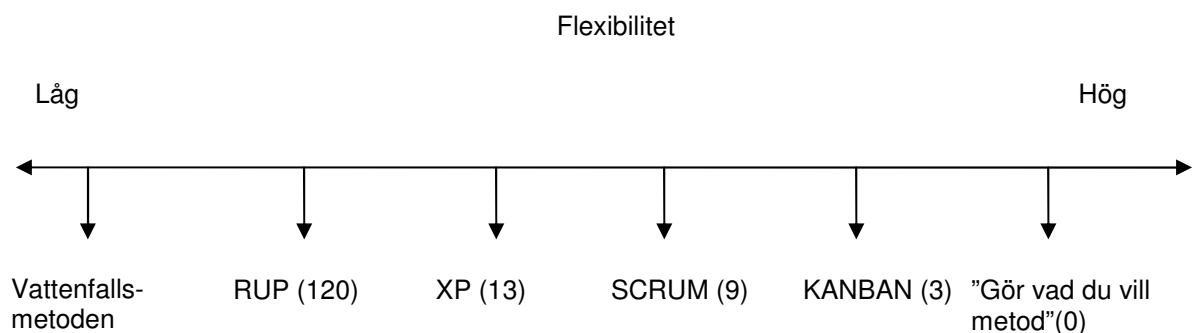 Flexibilitet
Låg
Hög
Vattenfalls-
metoden
RUP (120)
XP (13)
SCRUM (9)
KANBAN (3)
”Gör vad du vill
metod”(0)